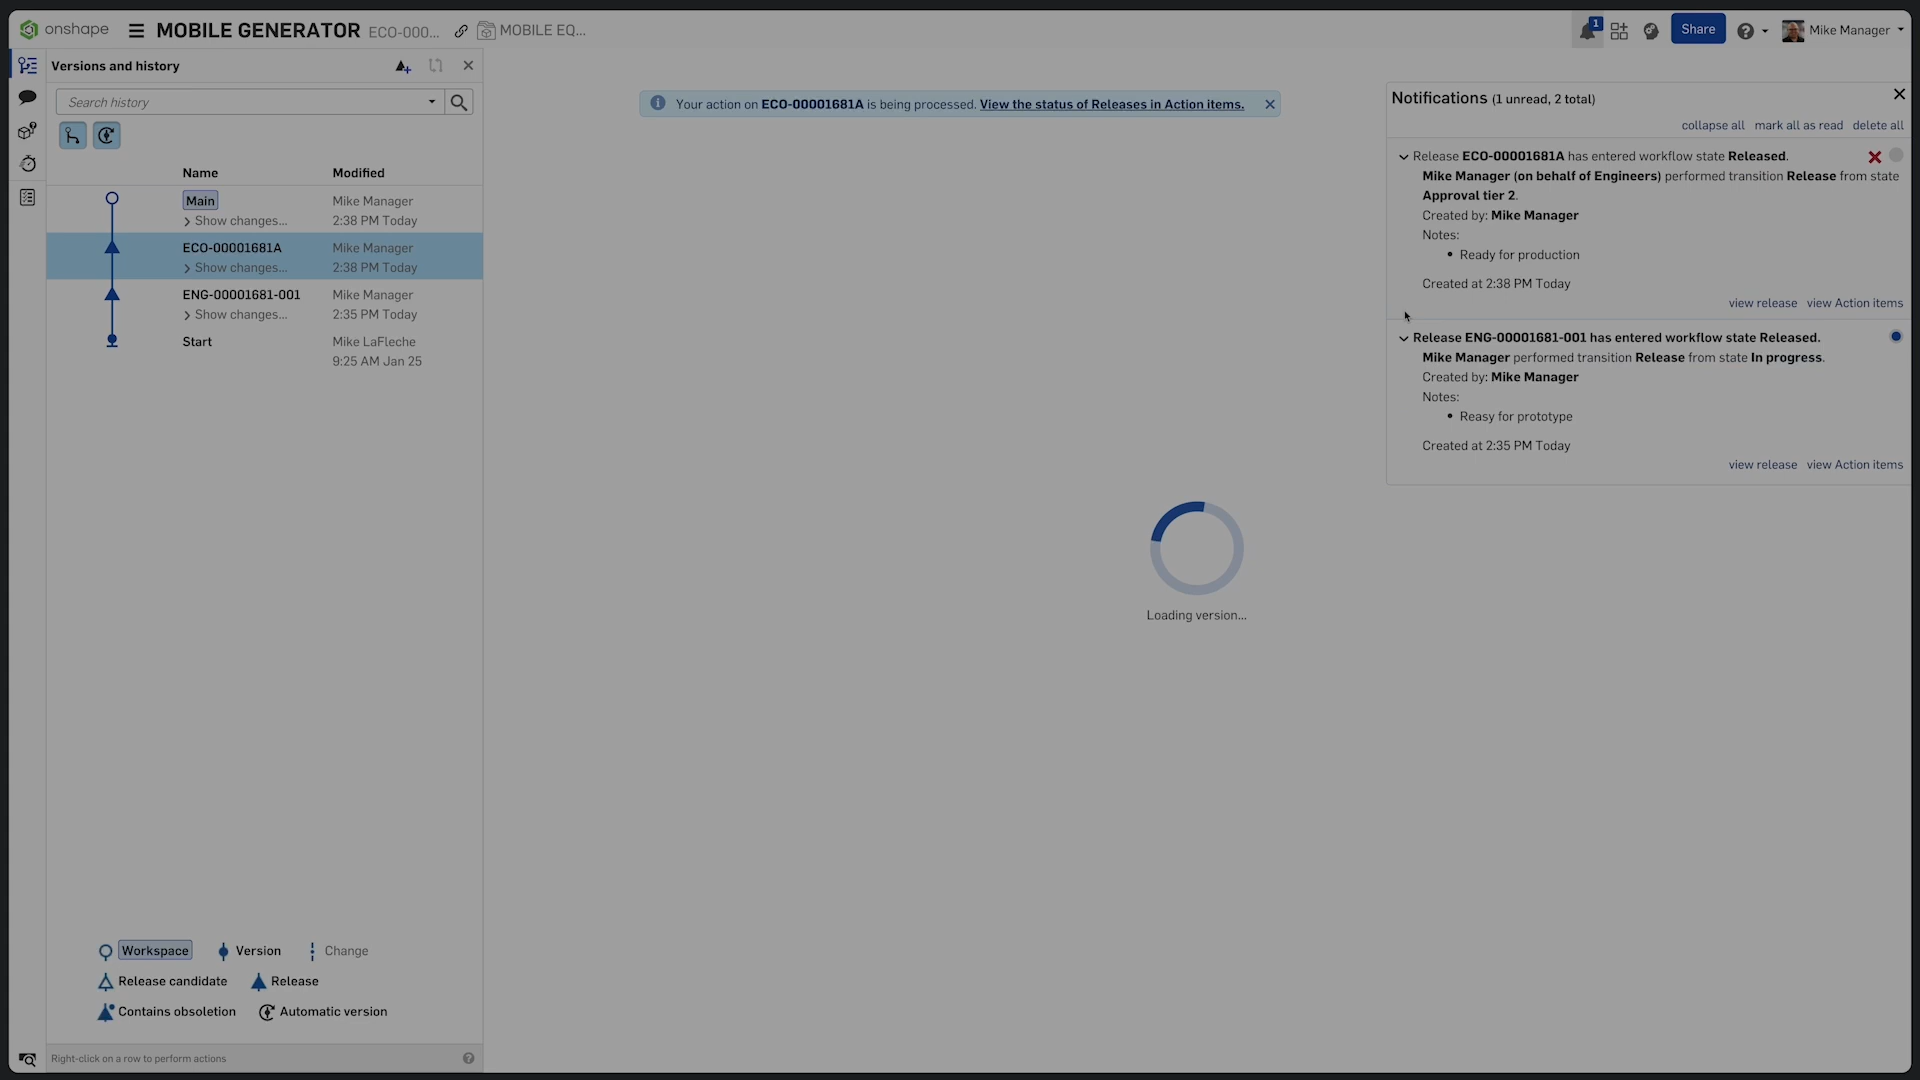 onshape MOBILE GENERATOR ECO-000... MOBILE EQ...
1 Share Mike Manager
Versions and history
Search history
Name Modified
Main Mike Manager
Show changes... 2:38 PM Today
ECO-00001681A Mike Manager
Show changes... 2:38 PM Today
ENG-00001681-001 Mike Manager
Show changes... 2:35 PM Today
Start Mike LaFleche
9:25 AM Jan 25
Workspace Version Change
Release candidate Release
Contains obsoletion Automatic version
Right-click on a row to perform actions
Your action on ECO-00001681A is being processed. View the status of Releases in Action items.
Loading version...
Notifications (1 unread, 2 total)
collapse all mark all as read delete all
Release ECO-00001681A has entered workflow state Released.
Mike Manager (on behalf of Engineers) performed transition Release from state
Approval tier 2.
Created by: Mike Manager
Notes:
• Ready for production
Created at 2:38 PM Today
view release view Action items
Release ENG-00001681-001 has entered workflow state Released.
Mike Manager performed transition Release from state In progress.
Created by: Mike Manager
Notes:
• Reasy for prototype
Created at 2:35 PM Today
view release view Action items